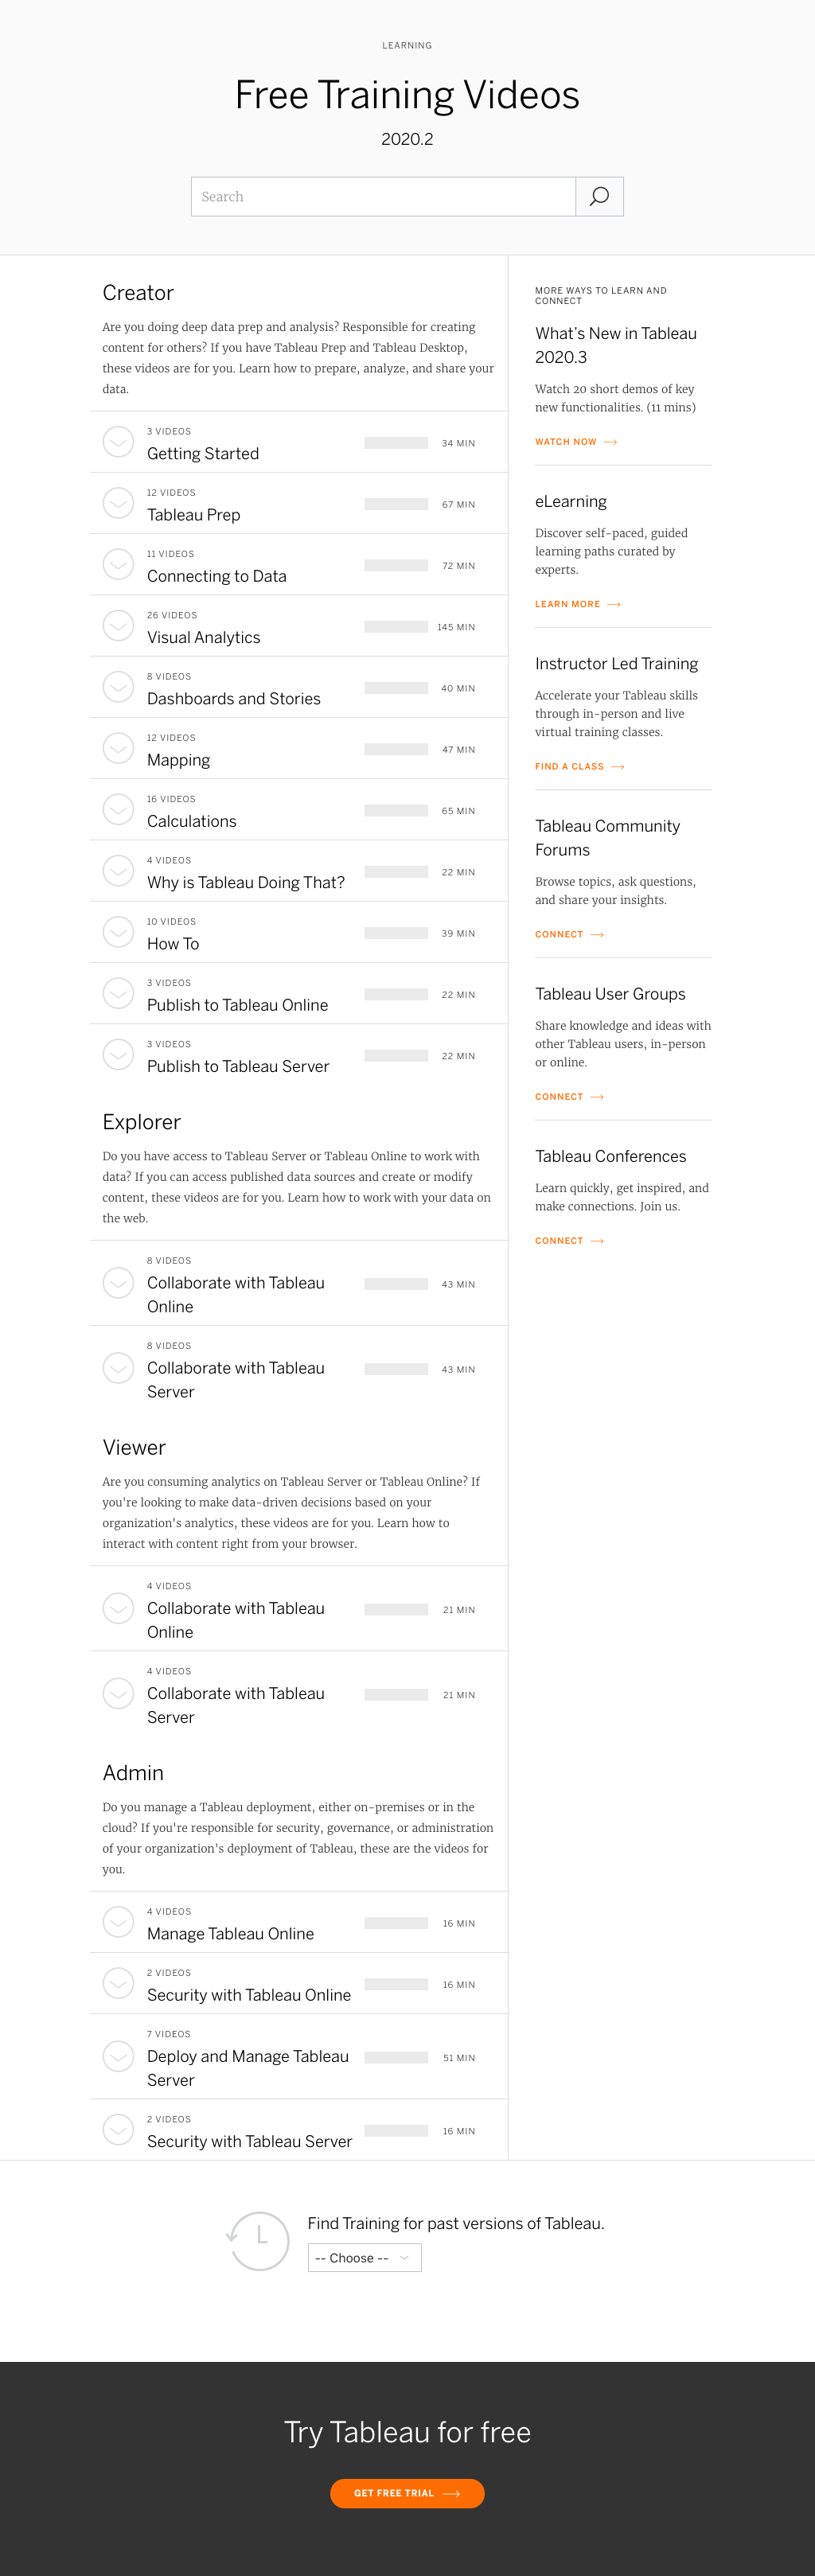 LEARNING
Free Training Videos
2020.2
Search
Creator
Are you doing deep data prep and analysis? Responsible for creating
content for others? If you have Tableau Prep and Tableau Desktop,
these videos are for you. Learn how to prepare, analyze, and share your
data.
3 VIDEOS
Getting Started
34 MIN
12 VIDEOS
Tableau Prep
67 MIN
11 VIDEOS
Connecting to Data
72 MIN
26 VIDEOS
Visual Analytics
145 MIN
8 VIDEOS
Dashboards and Stories
40 MIN
12 VIDEOS
Mapping
47 MIN
16 VIDEOS
Calculations
65 MIN
4 VIDEOS
Why is Tableau Doing That?
22 MIN
10 VIDEOS
How To
39 MIN
3 VIDEOS
Publish to Tableau Online
22 MIN
3 VIDEOS
Publish to Tableau Server
22 MIN
Explorer
Do you have access to Tableau Server or Tableau Online to work with
data? If you can access published data sources and create or modify
content, these videos are for you. Learn how to work with your data on
the web.
8 VIDEOS
Collaborate with Tableau
Online
43 MIN
8 VIDEOS
Collaborate with Tableau
Server
43 MIN
Viewer
Are you consuming analytics on Tableau Server or Tableau Online? If
you're looking to make data-driven decisions based on your
organization's analytics, these videos are for you. Learn how to
interact with content right from your browser.
4 VIDEOS
Collaborate with Tableau
Online
21 MIN
4 VIDEOS
Collaborate with Tableau
Server
21 MIN
Admin
Do you manage a Tableau deployment, either on-premises or in the
cloud? If you're responsible for security, governance, or administration
of your organization's deployment of Tableau, these are the videos for
you.
4 VIDEOS
Manage Tableau Online
16 MIN
2 VIDEOS
Security with Tableau Online
16 MIN
7 VIDEOS
Deploy and Manage Tableau
Server
51 MIN
2 VIDEOS
Security with Tableau Server
16 MIN
MORE WAYS TO LEARN AND
CONNECT
What's New in Tableau
2020.3
Watch 20 short demos of key
new functionalities. (11 mins)
WATCH NOW
eLearning
Discover self-paced, guided
learning paths curated by
experts.
LEARN MORE
Instructor Led Training
Accelerate your Tableau skills
through in-person and live
virtual training classes.
FIND A CLASS
Tableau Community
Forums
Browse topics, ask questions,
and share your insights.
CONNECT
Tableau User Groups
Share knowledge and ideas with
other Tableau users, in-person
or online.
CONNECT
Tableau Conferences
Learn quickly, get inspired, and
make connections. Join us.
CONNECT
Find Training for past versions of Tableau.
-- Choose --
Try Tableau for free
GET FREE TRIAL